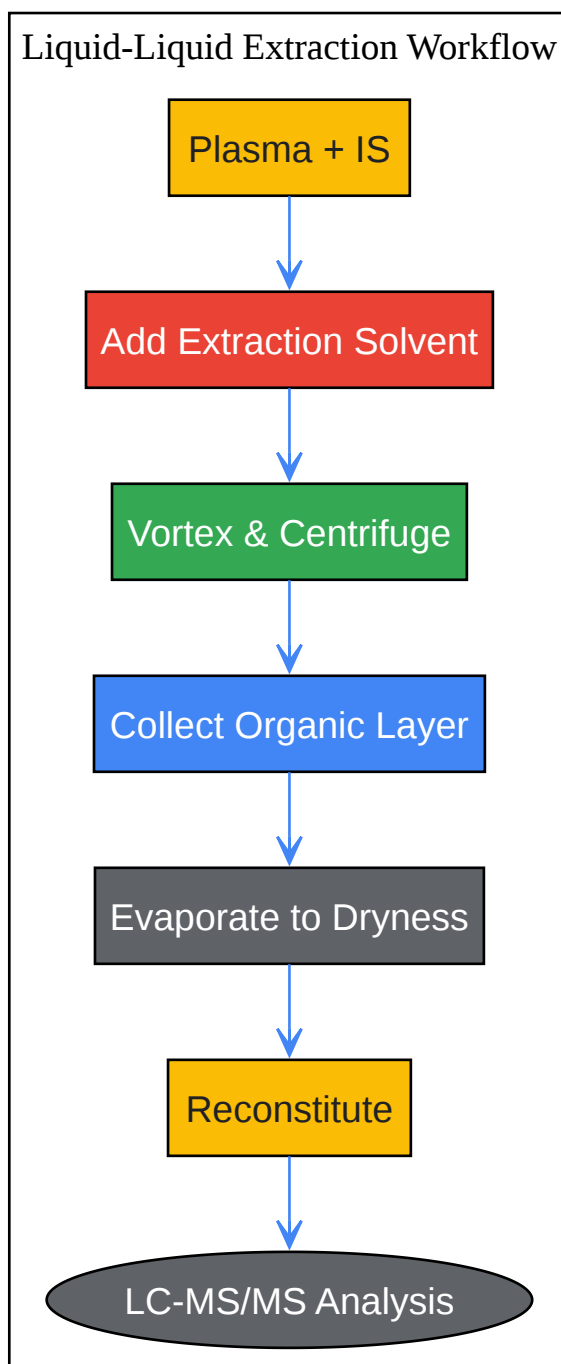 Liquid-Liquid Extraction Workflow
Plasma + IS
Add Extraction Solvent
Vortex & Centrifuge
Collect Organic Layer
Evaporate to Dryness
Reconstitute
LC-MS/MS Analysis